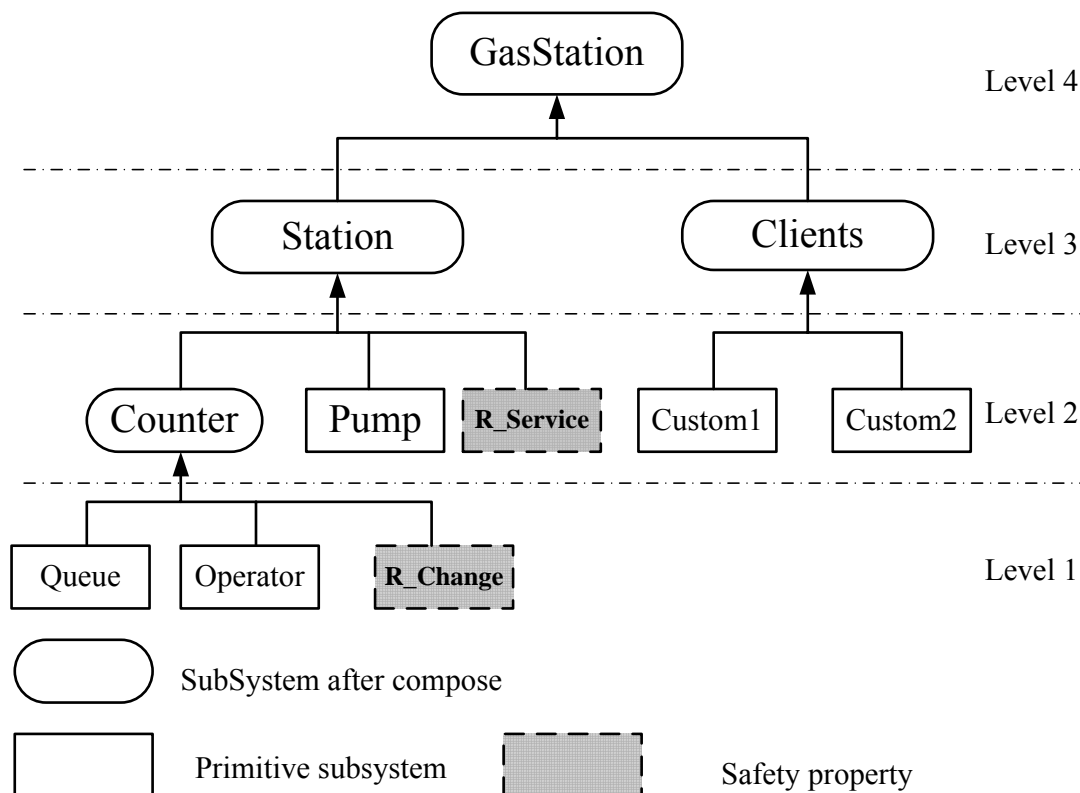 GasStation
Level 4
Station
Clients
Level 3
Counter
Pump
R_Service
Custom1
Custom2
Level 2
Queue
Operator
R_Change
Level 1
SubSystem after compose
Primitive subsystem
Safety property